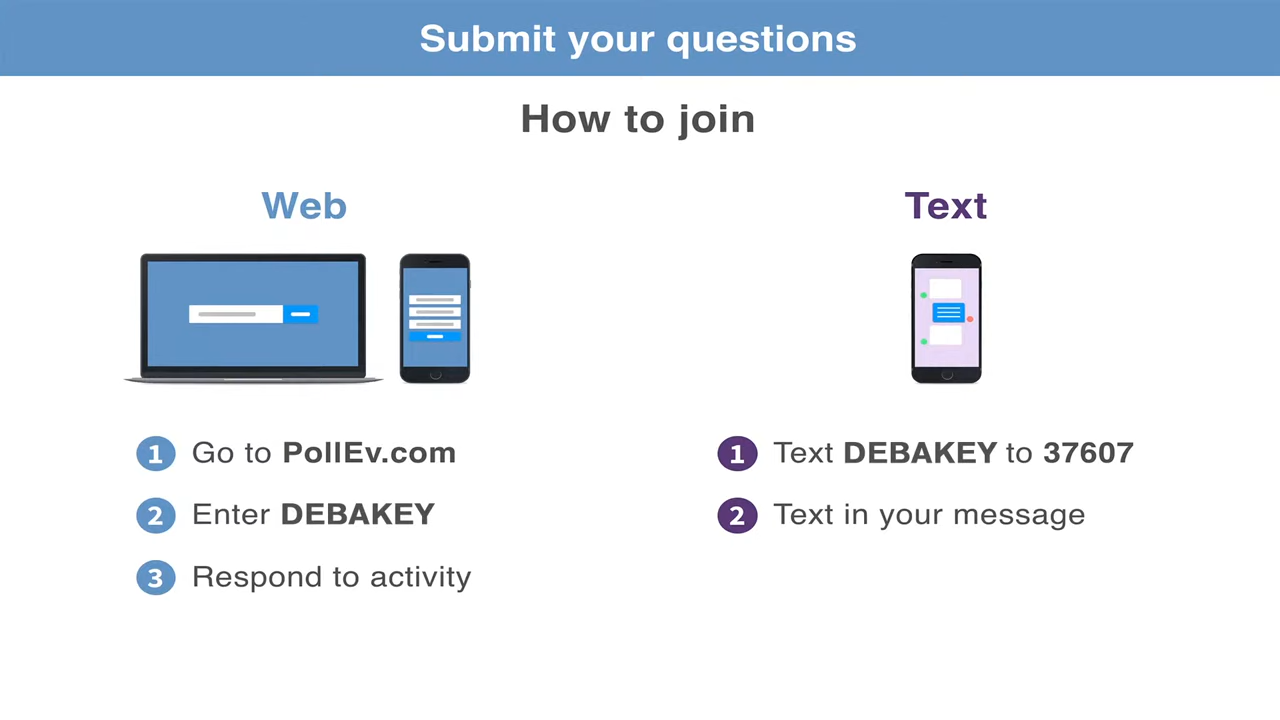 Submit your questions
How to join
Web
1 Go to PollEv.com
2 Enter DEBAKEY
3 Respond to activity
Text
1 Text DEBAKEY to 37607
2 Text in your message